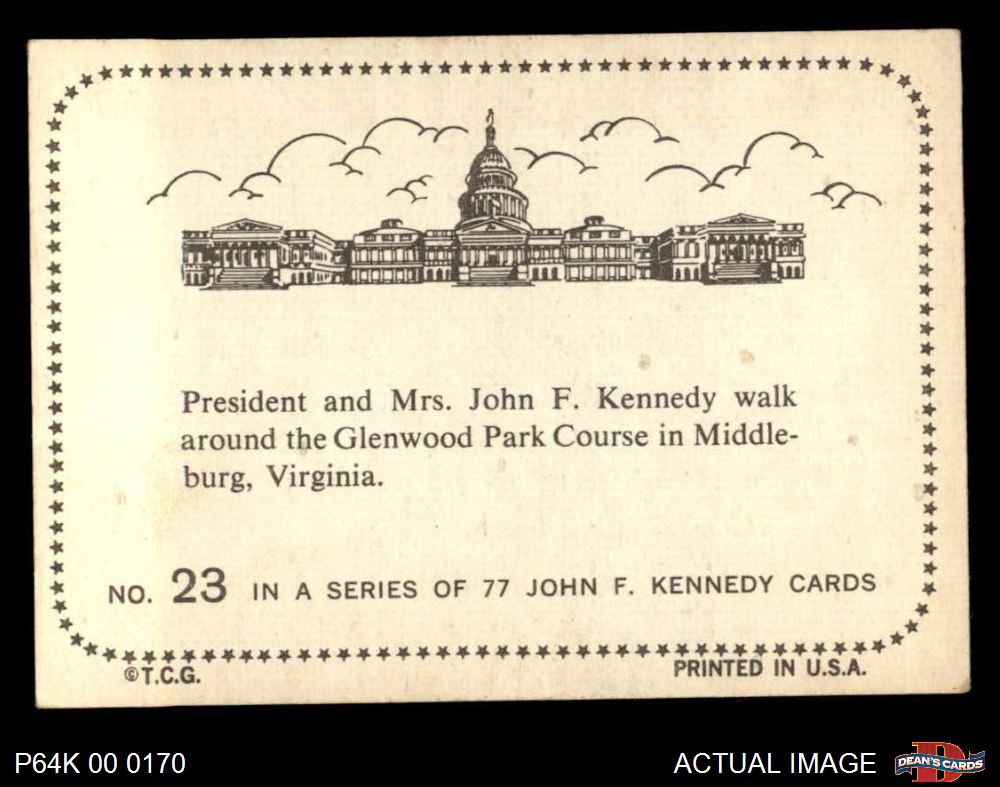 President and Mrs. John F. Kennedy walk
around the Glenwood Park Course in Middle-
burg, Virginia.
NO. 23 IN A SERIES OF 77 JOHN F. KENNEDY CARDS
©T.C.G. PRINTED IN U.S.A.
P64K 00 0170 ACTUAL IMAGE D DEAN'S CARDS